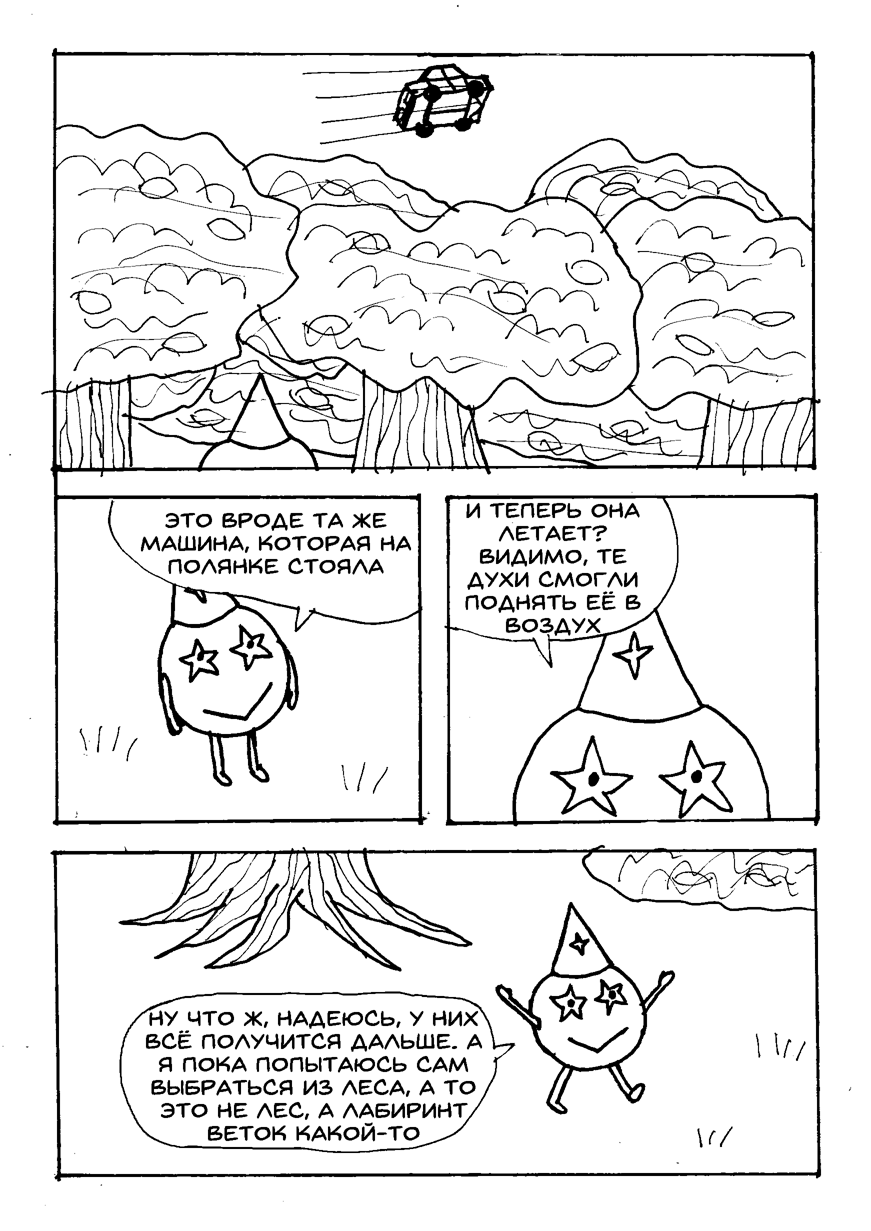 ЭТО ВРОДЕ ТА ЖЕ
МАШИНА, КОТОРАЯ НА
ПОЛЯНКЕ СТОЯЛА
И ТЕПЕРЬ ОНА
ЛЕТАЕТ?
ВИДИМО, ТЕ
ДУХИ СМОГЛИ
ПОДНЯТЬ ЕЁ В
ВОЗДУХ
НУ ЧТО Ж, НАДЕЮСЬ, У НИХ
ВСЁ ПОЛУЧИТСЯ ДАЛЬШЕ. А
Я ПОКА ПОПЫТАЮСЬ САМ
ВЫБРАТЬСЯ ИЗ ЛЕСА, А ТО
ЭТО НЕ ЛЕС, А ЛАБИРИНТ
ВЕТОК КАКОЙ-ТО